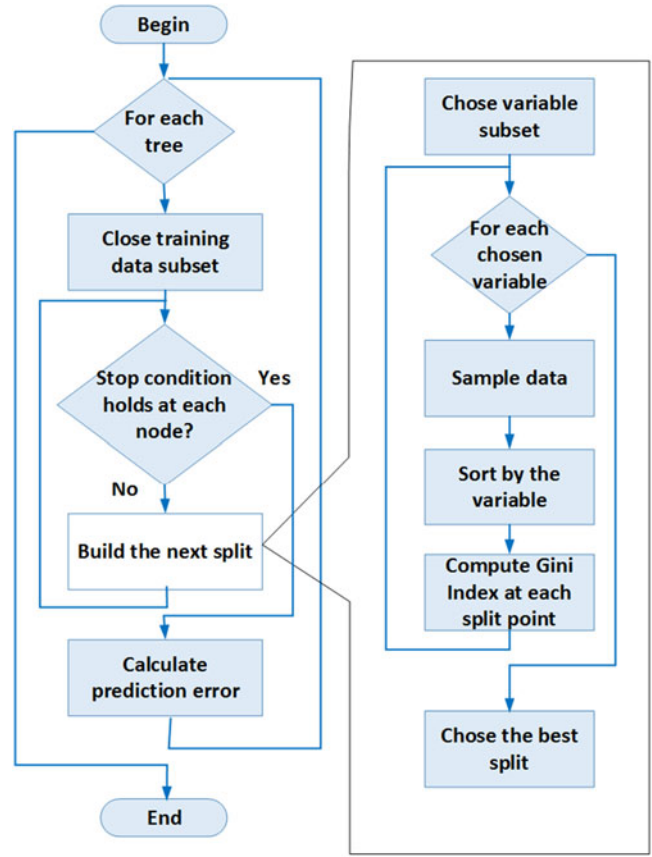 Begin
For each
tree
Close training
data subset
Stop condition
holds at each
node?
Yes
No
Build the next split
Calculate
prediction error
End
Chose variable
subset
For each
chosen
variable
Sample data
Sort by the
variable
Compute Gini
Index at each
split point
Chose the best
split